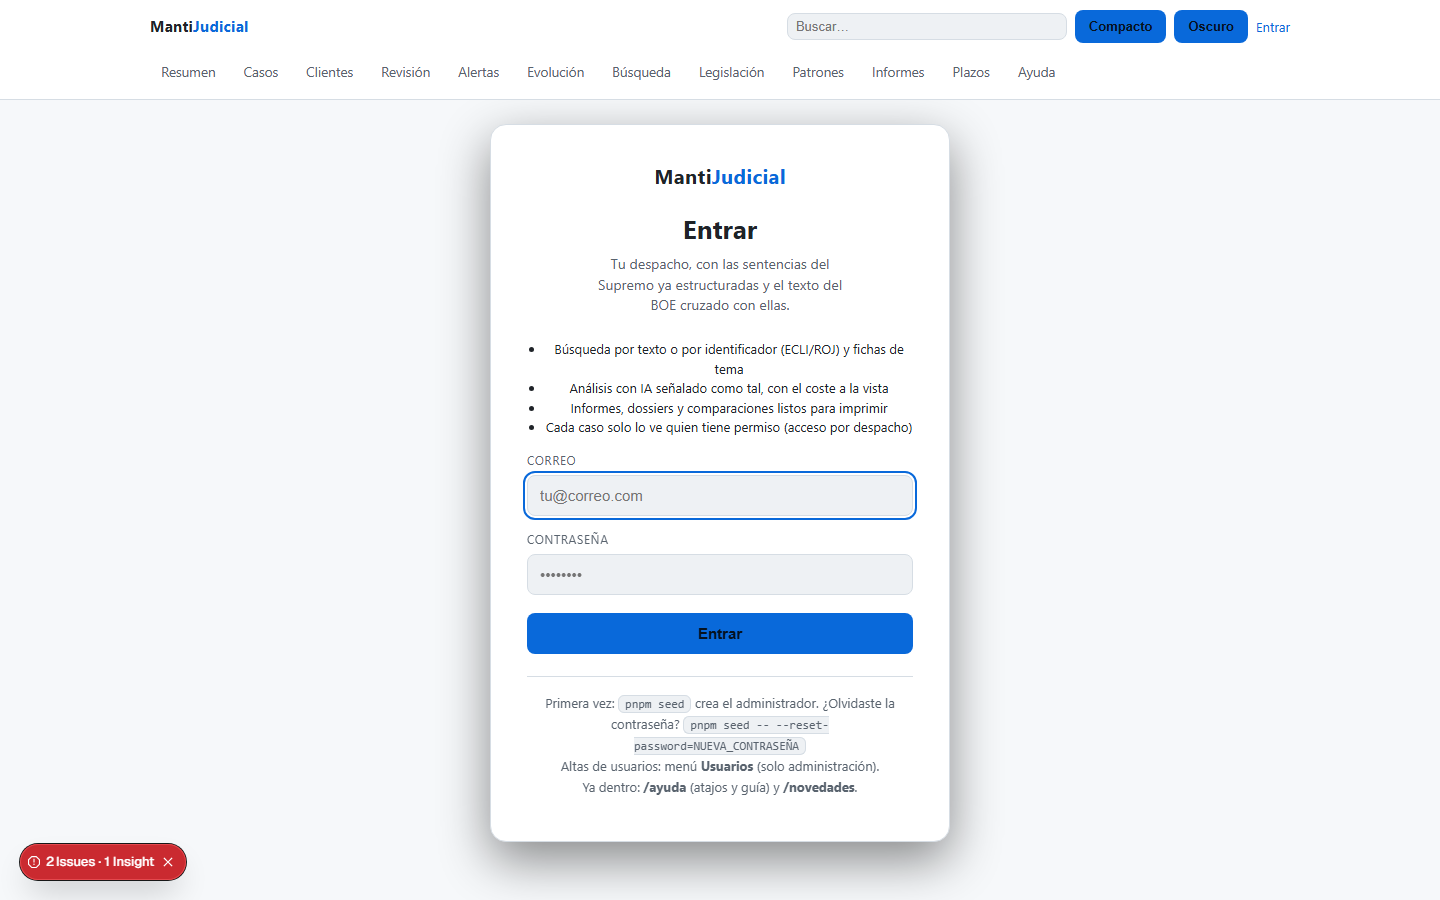 MantiJudicial
Buscar...
Compacto
Oscuro
Entrar
Resumen
Casos
Clientes
Revisión
Alertas
Evolución
Búsqueda
Legislación
Patrones
Informes
Plazos
Ayuda
MantiJudicial
Entrar
Tu despacho, con las sentencias del
Supremo ya estructuradas y el texto del
BOE cruzado con ellas.
• Búsqueda por texto o por identificador (ECLI/ROJ) y fichas de
tema
• Análisis con IA señalado como tal, con el coste a la vista
• Informes, dossiers y comparaciones listos para imprimir
• Cada caso solo lo ve quien tiene permiso (acceso por despacho)
CORREO
tu@correo.com
CONTRASEÑA
••••••••
Entrar
Primera vez: pnpm seed crea el administrador. ¿Olvidaste la
contraseña? pnpm seed -- --reset-
password=NUEVA_CONTRASEÑA
Altas de usuarios: menú Usuarios (solo administración).
Ya dentro: /ayuda (atajos y guía) y /novedades.
2 Issues · 1 Insight